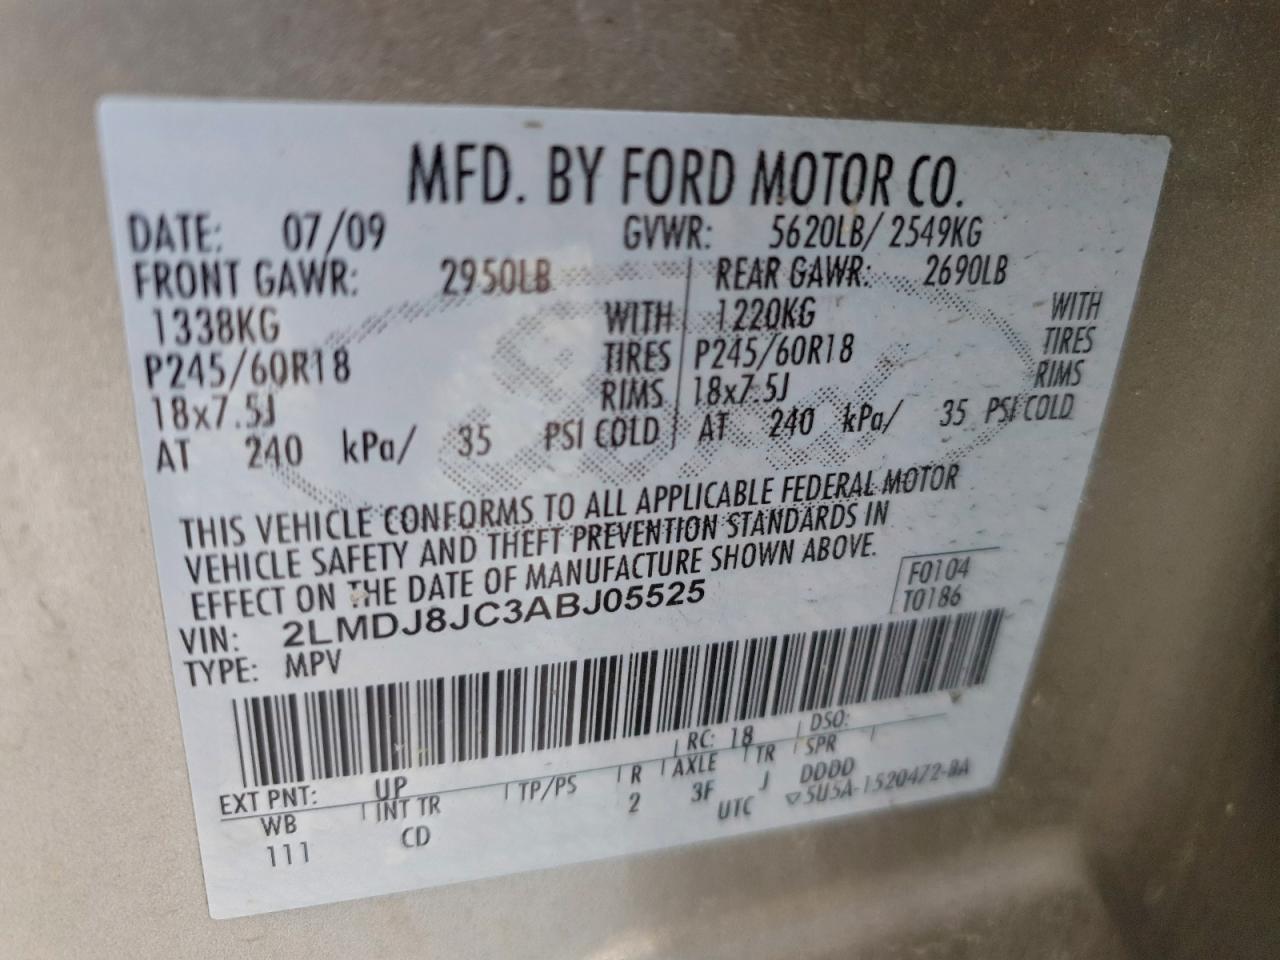 MFD. BY FORD MOTOR CO.
DATE: 07/09 GVWR: 5620LB/ 2549KG
FRONT GAWR: 2950LB REAR GAWR: 2690LB
1338KG WITH 1220KG WITH
P245/60R18 TIRES P245/60R18 TIRES
18x7.5J RIMS 18x7.5J RIMS
AT 240 kPa/ 35 PSI COLD AT 240 kPa/ 35 PSI COLD
THIS VEHICLE CONFORMS TO ALL APPLICABLE FEDERAL MOTOR
VEHICLE SAFETY AND THEFT PREVENTION STANDARDS IN
EFFECT ON THE DATE OF MANUFACTURE SHOWN ABOVE.
VIN: 2LMDJ8JC3ABJ05525 F0104
TYPE: MPV T0186
EXT PNT: UP RC: 18 DSO:
WB INT TR TP/PS R AXLE TR SPR
111 CD 2 3F J DDDD
UTC ▽5U5A-1520472-BA